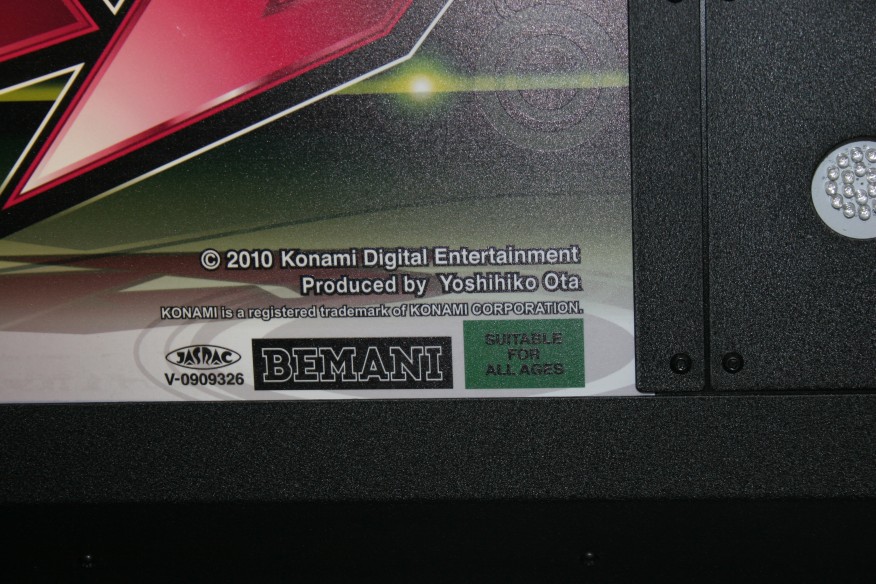 © 2010 Konami Digital Entertainment
Produced by Yoshihiko Ota
KONAMI is a registered trademark of KONAMI CORPORATION.
JASRAC
V-0909326
BEMANI
SUITABLE
FOR
ALL AGES